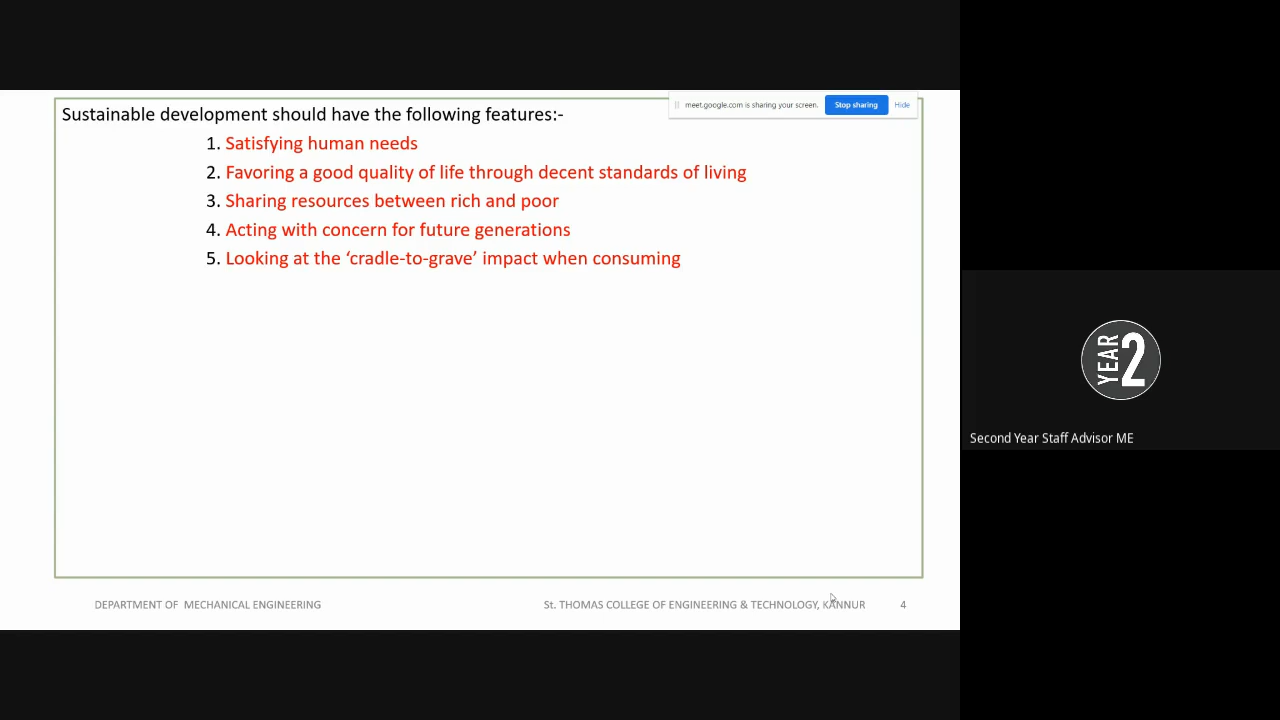 Sustainable development should have the following features:-
meet.google.com is sharing your screen. Stop sharing Hide
1. Satisfying human needs
2. Favoring a good quality of life through decent standards of living
3. Sharing resources between rich and poor
4. Acting with concern for future generations
5. Looking at the ‘cradle-to-grave’ impact when consuming
YEAR 2
Second Year Staff Advisor ME
DEPARTMENT OF MECHANICAL ENGINEERING St. THOMAS COLLEGE OF ENGINEERING & TECHNOLOGY, KANNUR 4